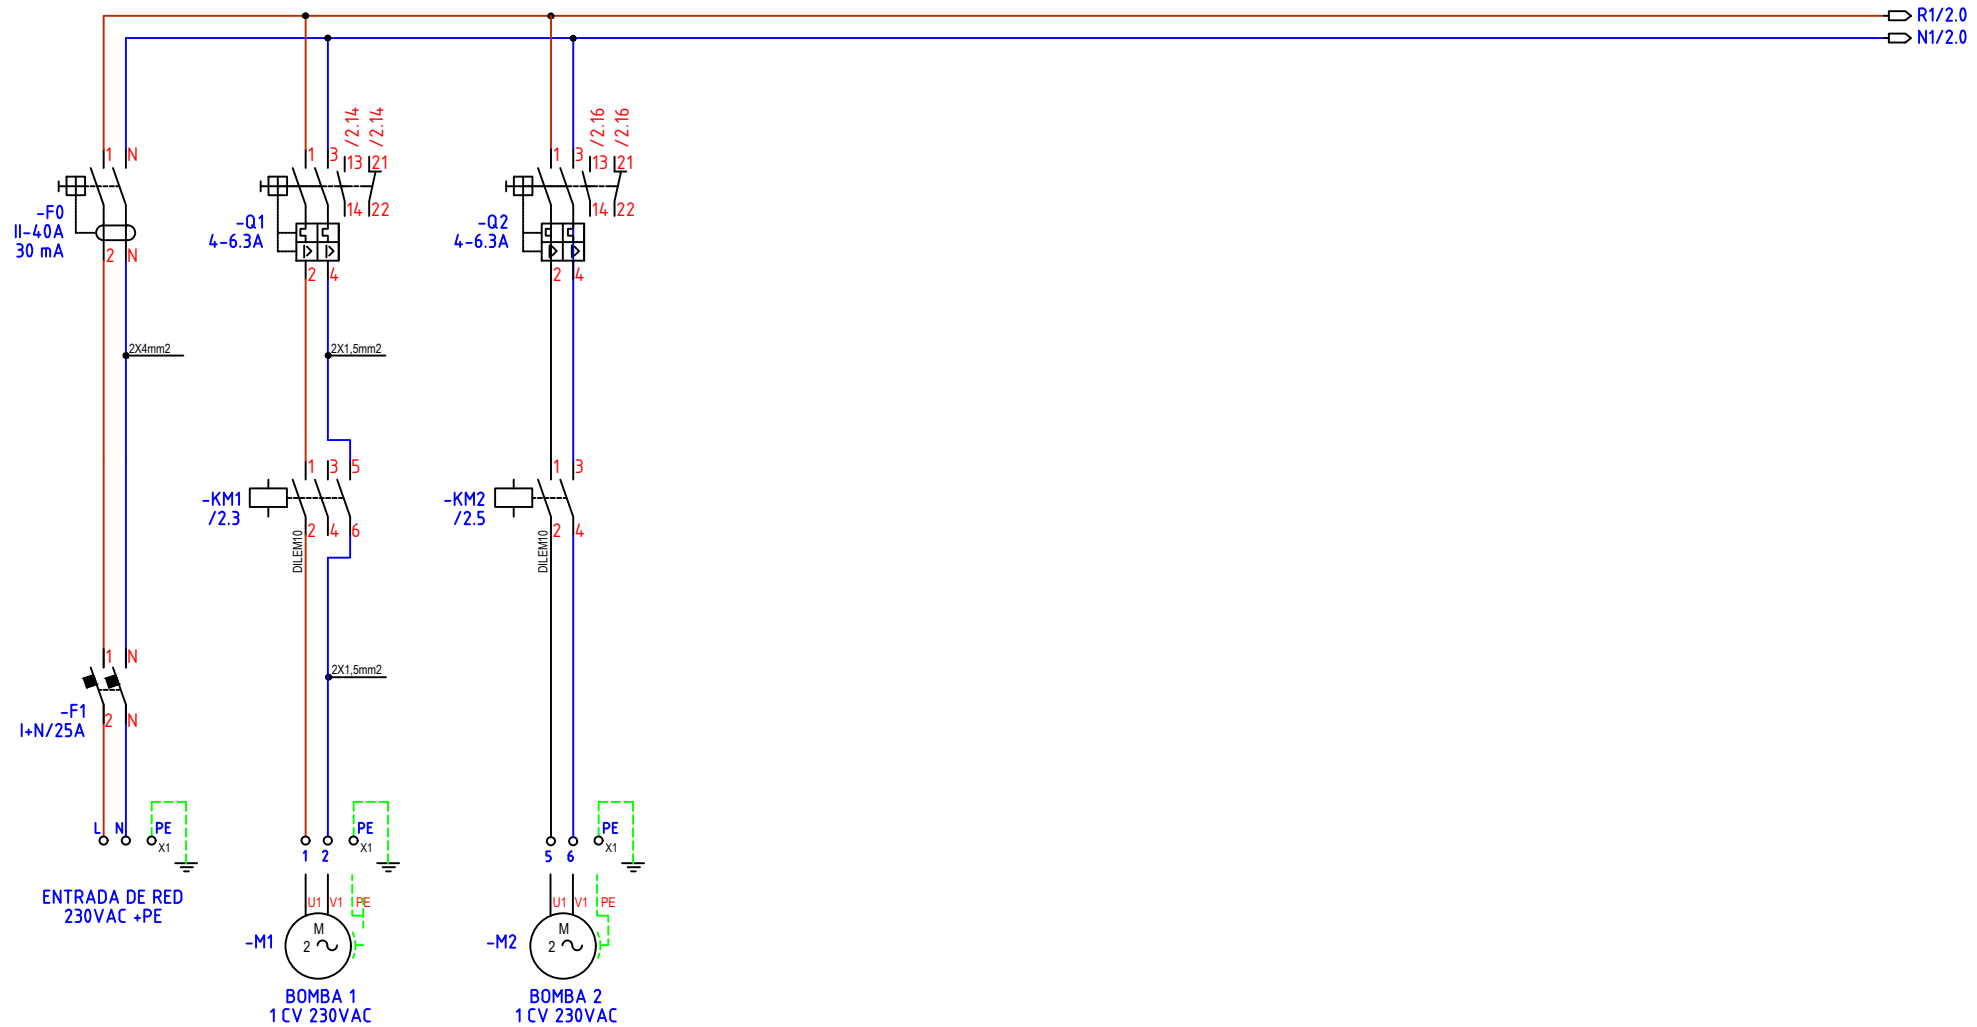 R1/2.0
N1/2.0
/2.14 /2.14
/2.16 /2.16
1 N
1 3 13 21
1 3 13 21
-F0
II-40A
30 mA
14 22
14 22
-Q1
4-6.3A
-Q2
4-6.3A
2 N
2 4
2 4
2X4mm2
2X1,5mm2
1 3 5
1 3
-KM1
/2.3
-KM2
/2.5
2 4 6
2 4
DILEM10
DILEM10
1 N
2X1,5mm2
-F1
I+N/25A
2 N
L N PE
X1
PE
X1
1 2
PE
X1
5 6
ENTRADA DE RED
230VAC +PE
U1 V1 PE
U1 V1 PE
-M1
M
2
-M2
M
2
BOMBA 1
1 CV 230VAC
BOMBA 2
1 CV 230VAC